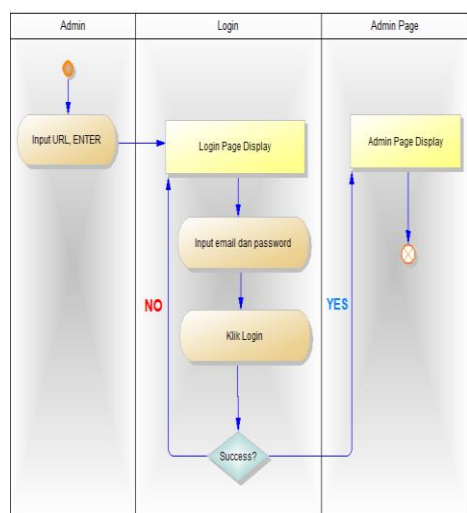 Admin
Login
Admin Page
Input URL, ENTER
Login Page Display
Admin Page Display
Input email dan password
NO
YES
Klik Login
Success?